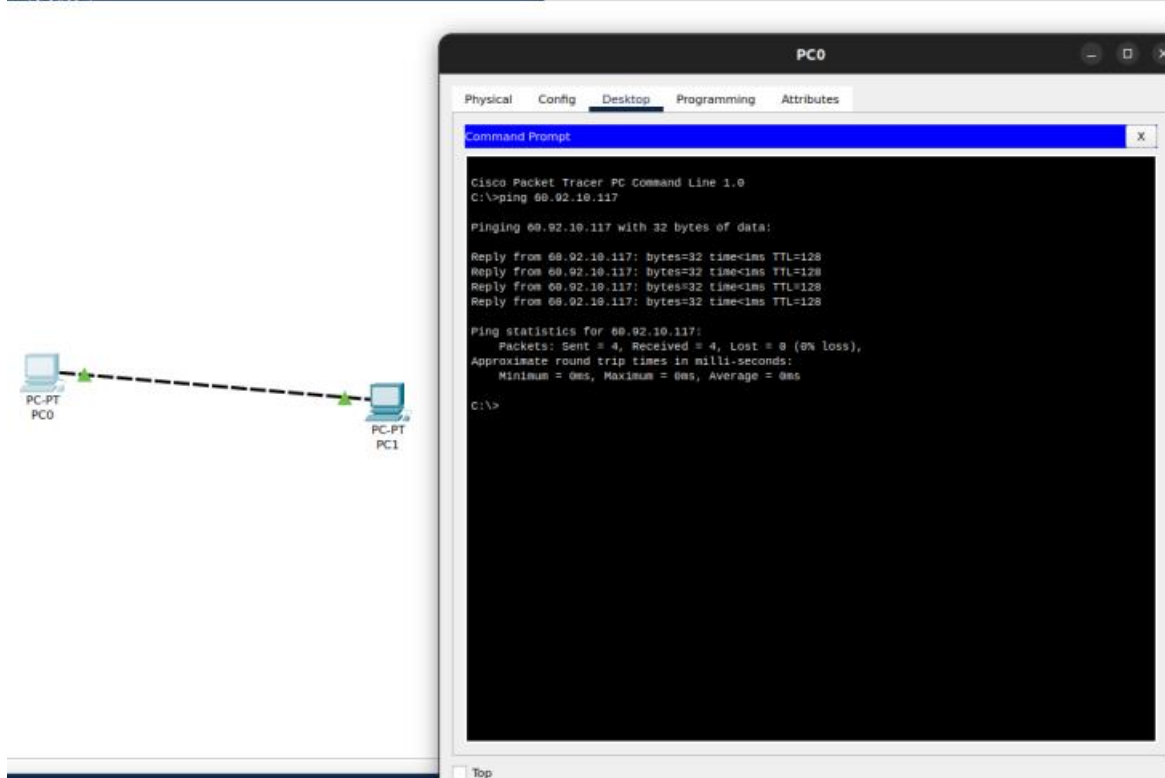 PC0
Physical Config Desktop Programming Attributes
Command Prompt
X
Cisco Packet Tracer PC Command Line 1.0
C:\>ping 60.92.10.117
Pinging 60.92.10.117 with 32 bytes of data:
Reply from 60.92.10.117: bytes=32 time<1ms TTL=128
Reply from 60.92.10.117: bytes=32 time<1ms TTL=128
Reply from 60.92.10.117: bytes=32 time<1ms TTL=128
Reply from 60.92.10.117: bytes=32 time<1ms TTL=128
Ping statistics for 60.92.10.117:
Packets: Sent = 4, Received = 4, Lost = 0 (0% loss),
Approximate round trip times in milli-seconds:
Minimum = 0ms, Maximum = 0ms, Average = 0ms
C:\>
PC-PT
PC0
PC-PT
PC1
Top